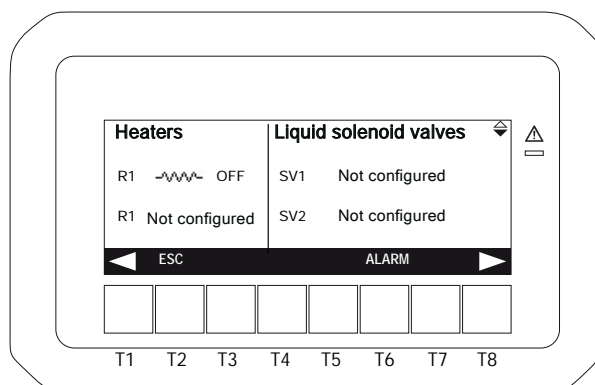 Heaters
R1 OFF
R1 Not configured
Liquid solenoid valves
SV1 Not configured
SV2 Not configured
ESC ALARM
T1 T2 T3 T4 T5 T6 T7 T8